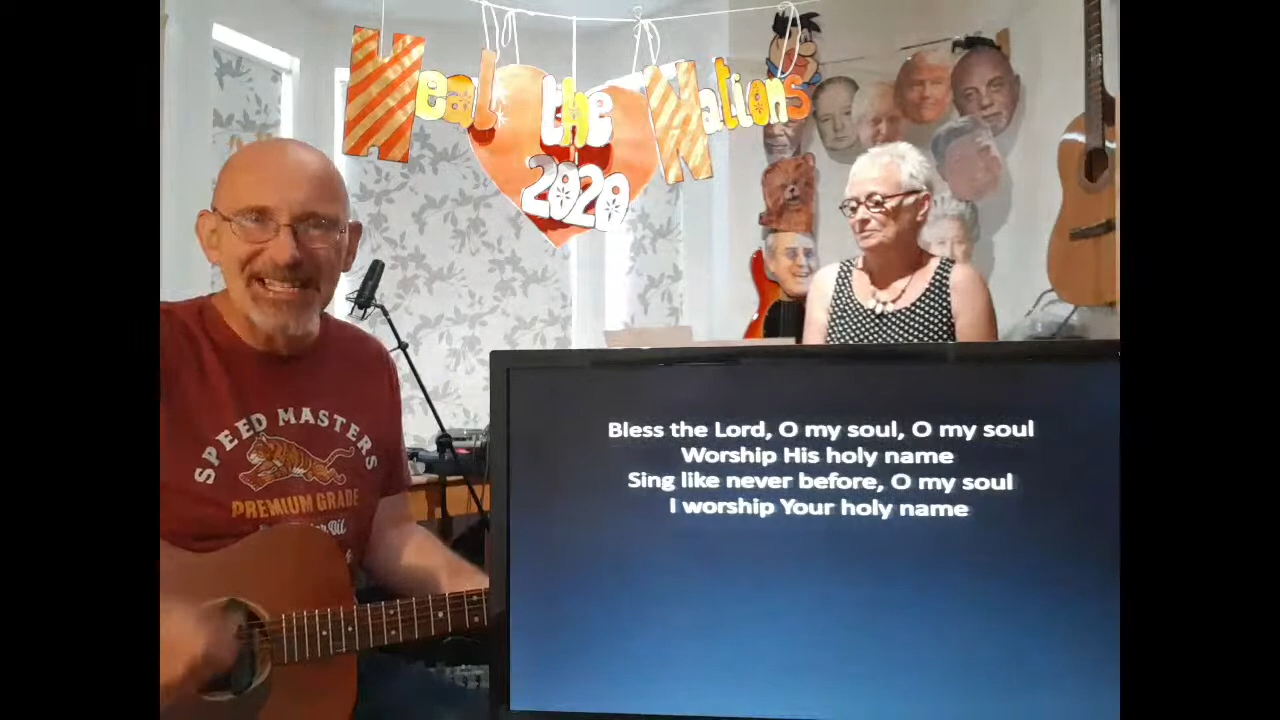 Heal the Nations
2020
SPEED MASTERS
PREMIUM GRADE
Bless the Lord, O my soul, O my soul
Worship His holy name
Sing like never before, O my soul
I worship Your holy name